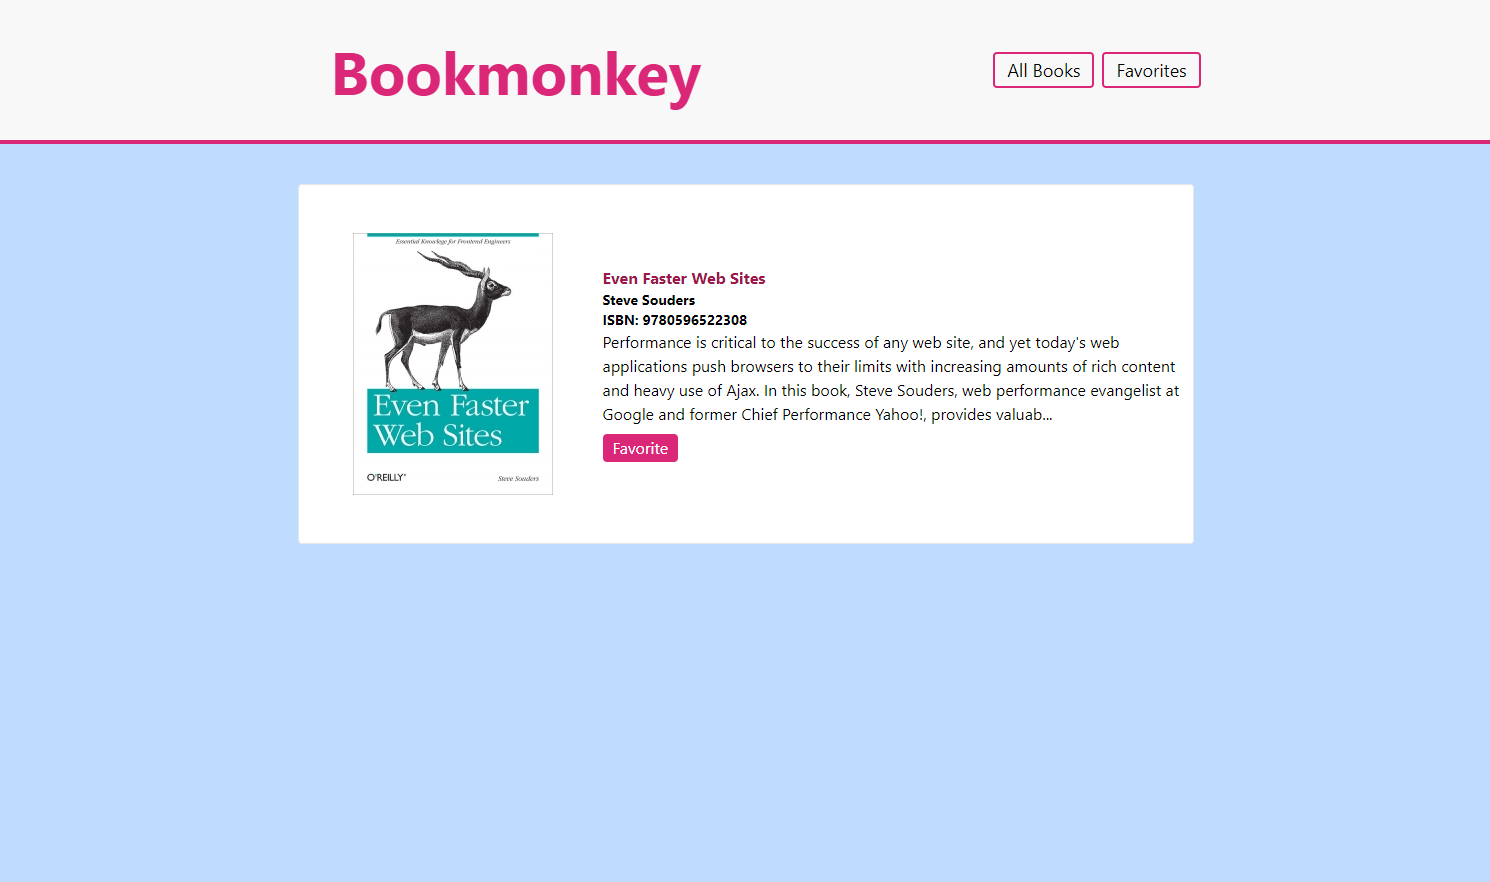 Bookmonkey
All Books
Favorites
Essential Knowledge for Frontend Engineers
Even Faster
Web Sites
O'REILLY®
Steve Souders
Even Faster Web Sites
Steve Souders
ISBN: 9780596522308
Performance is critical to the success of any web site, and yet today's web
applications push browsers to their limits with increasing amounts of rich content
and heavy use of Ajax. In this book, Steve Souders, web performance evangelist at
Google and former Chief Performance Yahoo!, provides valuab...
Favorite